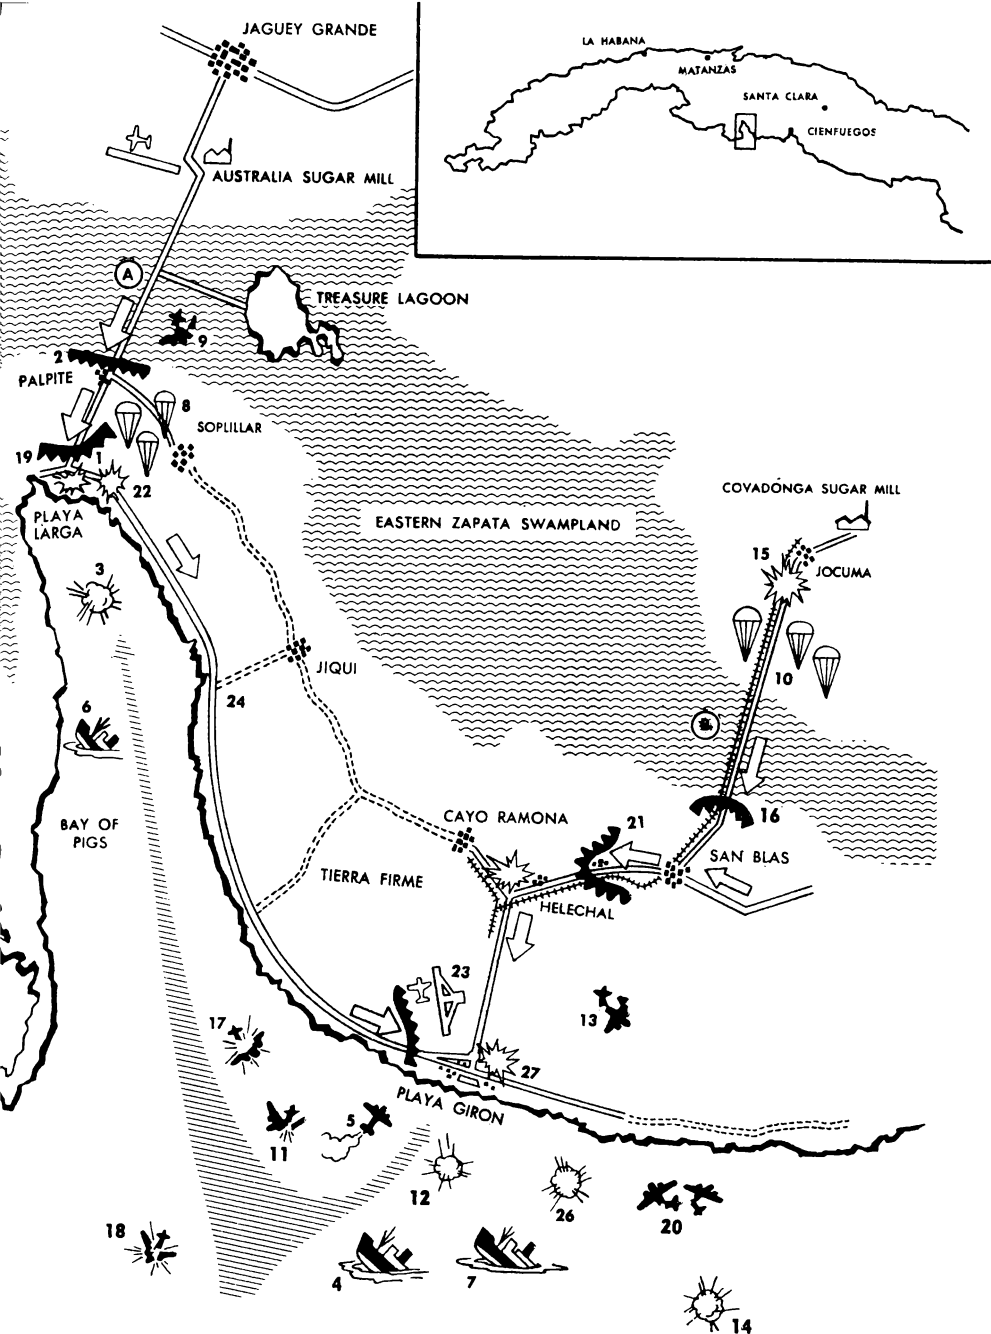 JAGUEY GRANDE
LA HABANA
MATANZAS
SANTA CLARA
CIENFUEGOS
AUSTRALIA SUGAR MILL
A
TREASURE LAGOON
9
2
PALPITE
8
SOPLILLAR
19
1
22
PLAYA
LARGA
EASTERN ZAPATA SWAMPLAND
COVADONGA SUGAR MILL
15
JOCUMA
3
10
JIQUI
24
6
BAY OF
PIGS
16
CAYO RAMONA
21
SAN BLAS
TIERRA FIRME
HELECHAL
23
13
17
27
PLAYA GIRON
5
11
12
26
20
18
4
7
14